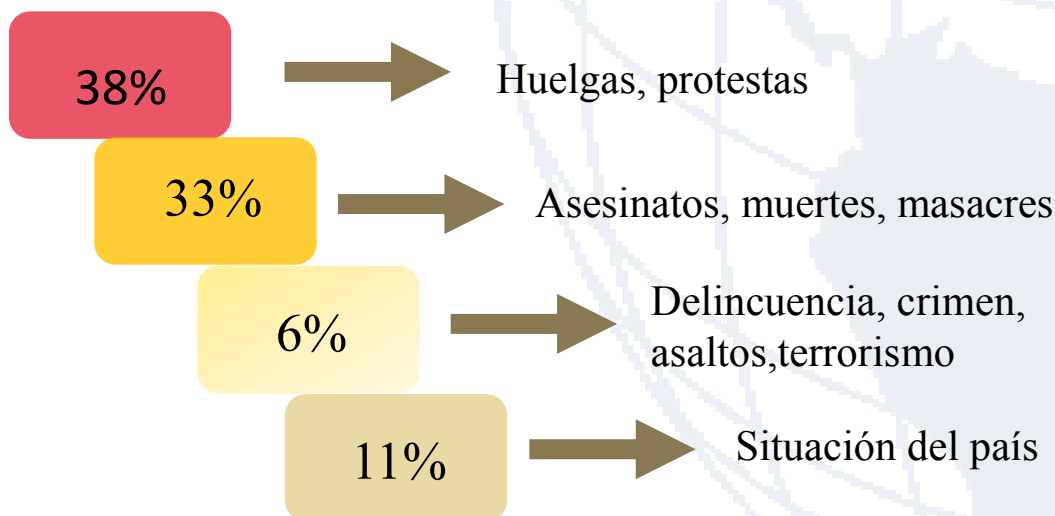 38%
Huelgas, protestas
33%
Asesinatos, muertes, masacres
6%
Delincuencia, crimen,
asaltos,terrorismo
11%
Situación del país